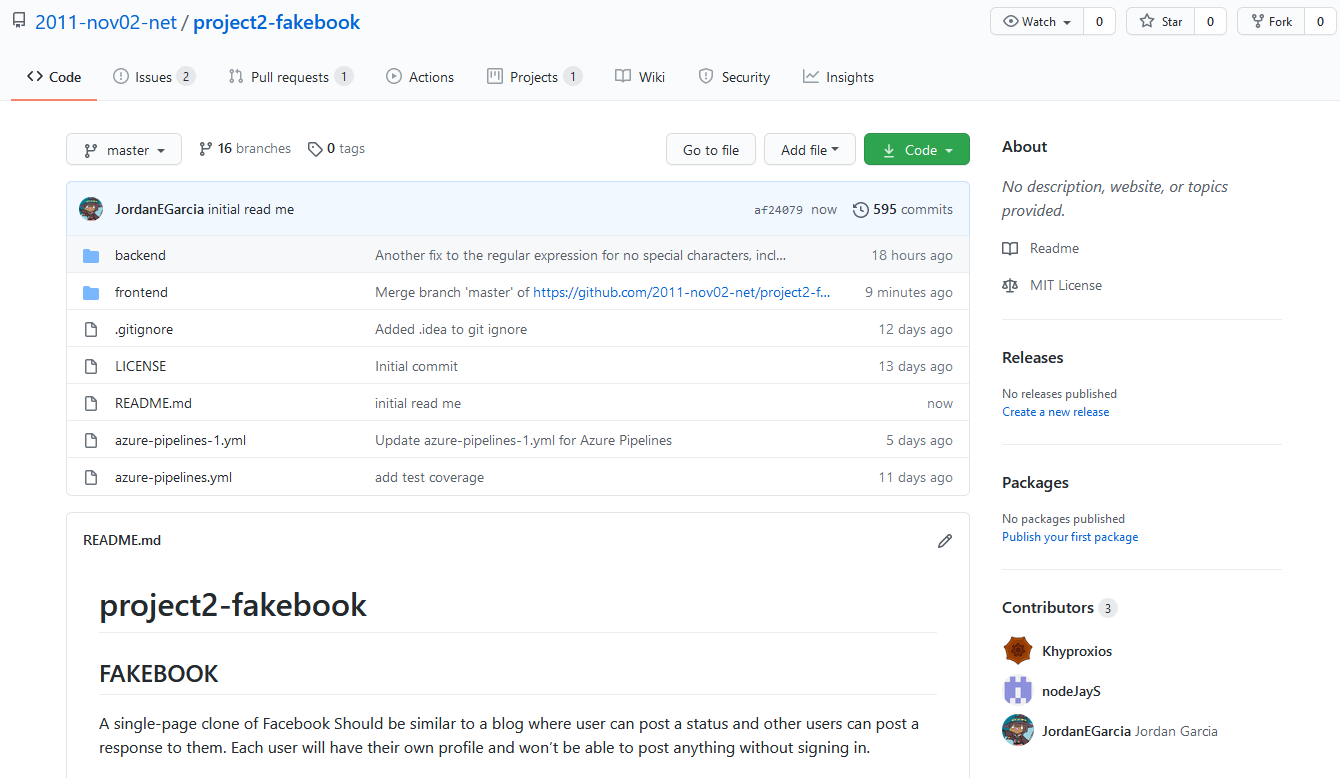 2011-nov02-net / project2-fakebook
Watch 0 Star 0 Fork 0
Code Issues 2 Pull requests 1 Actions Projects 1 Wiki Security Insights
master 16 branches 0 tags Go to file Add file Code
JordanEGarcia initial read me af24079 now 595 commits
backend Another fix to the regular expression for no special characters, incl... 18 hours ago
frontend Merge branch 'master' of https://github.com/2011-nov02-net/project2-f... 9 minutes ago
.gitignore Added .idea to git ignore 12 days ago
LICENSE Initial commit 13 days ago
README.md initial read me now
azure-pipelines-1.yml Update azure-pipelines-1.yml for Azure Pipelines 5 days ago
azure-pipelines.yml add test coverage 11 days ago
README.md
project2-fakebook
FAKEBOOK
A single-page clone of Facebook Should be similar to a blog where user can post a status and other users can post a
response to them. Each user will have their own profile and won’t be able to post anything without signing in.
About
No description, website, or topics
provided.
Readme
MIT License
Releases
No releases published
Create a new release
Packages
No packages published
Publish your first package
Contributors 3
Khyproxios
nodeJayS
JordanEGarcia Jordan Garcia